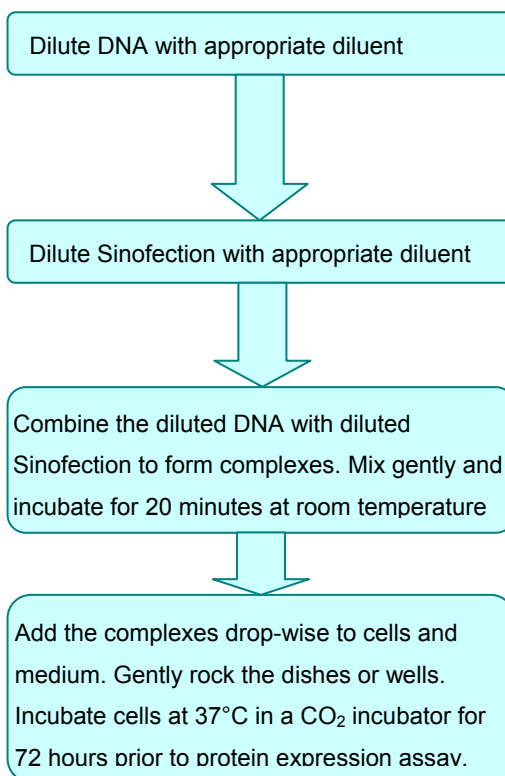 Dilute DNA with appropriate diluent
Dilute Sinofection with appropriate diluent
Combine the diluted DNA with diluted
Sinofection to form complexes. Mix gently and
incubate for 20 minutes at room temperature
Add the complexes drop-wise to cells and
medium. Gently rock the dishes or wells.
Incubate cells at 37°C in a CO₂ incubator for
72 hours prior to protein expression assay.